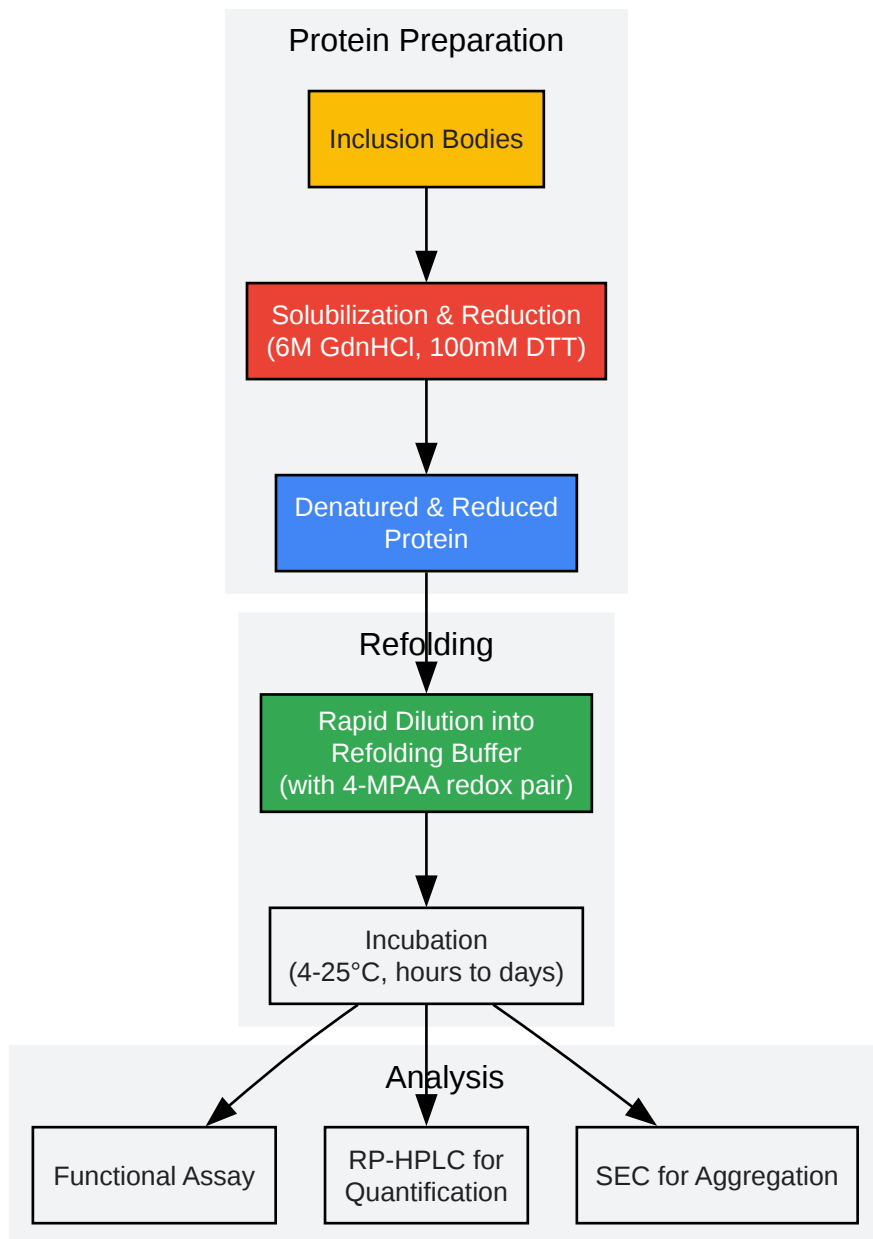 Protein Preparation
Inclusion Bodies
Solubilization & Reduction
(6M GdnHCl, 100mM DTT)
Denatured & Reduced
Protein
Refolding
Rapid Dilution into
Refolding Buffer
(with 4-MPAA redox pair)
Incubation
(4-25°C, hours to days)
Analysis
Functional Assay
RP-HPLC for
Quantification
SEC for Aggregation